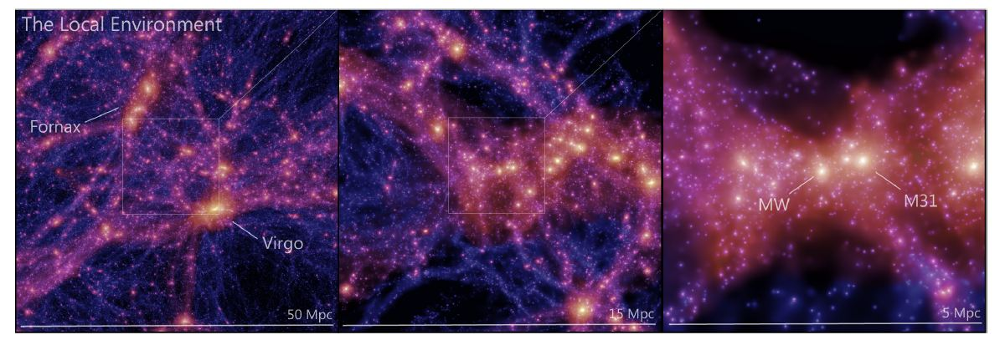 The Local Environment
Fornax
Virgo
50 Mpc
15 Mpc
MW
M31
5 Mpc